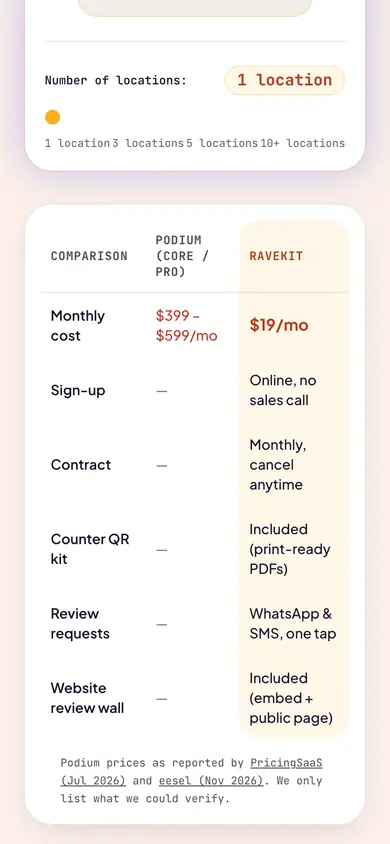 Number of locations: 1 location
1 location 3 locations 5 locations 10+ locations
COMPARISON PODIUM (CORE / PRO) RAVEKIT
Monthly cost $399 – $599/mo $19/mo
Sign-up — Online, no sales call
Contract — Monthly, cancel anytime
Counter QR kit — Included (print-ready PDFs)
Review requests — WhatsApp & SMS, one tap
Website review wall — Included (embed + public page)
Podium prices as reported by PricingSaaS
(Jul 2026) and eesel (Nov 2026). We only
list what we could verify.